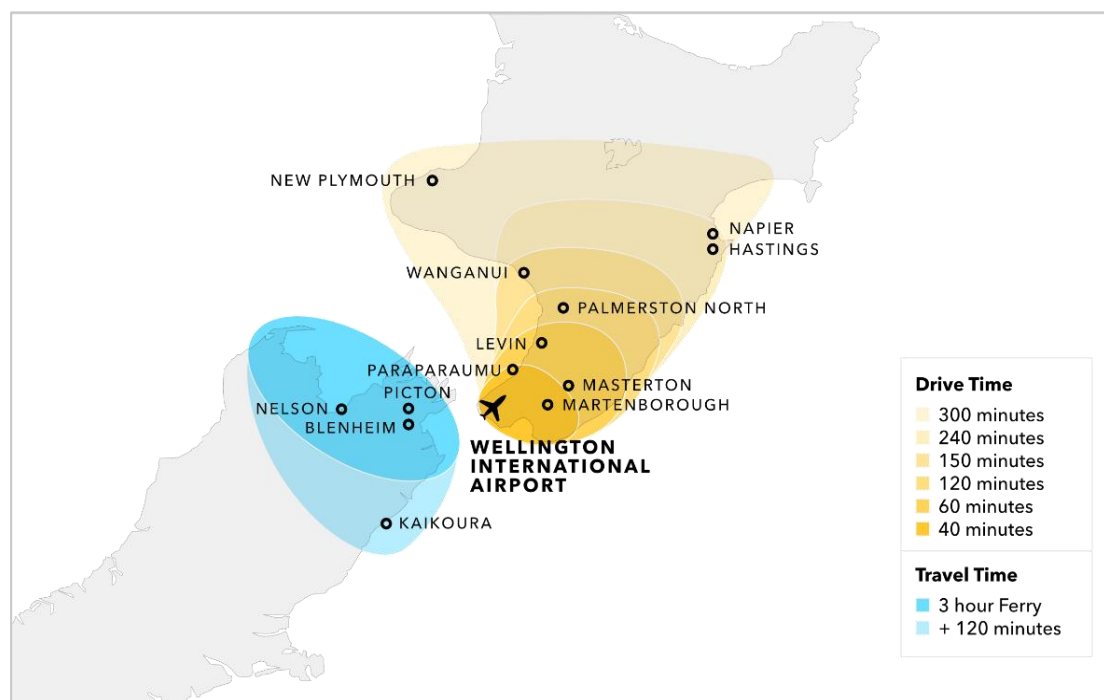 NEW PLYMOUTH
NAPIER
HASTINGS
WANGANUI
PALMERSTON NORTH
LEVIN
PARAPARAUMU
PICTON
MASTERTON
NELSON
MARTENBOROUGH
BLENHEIM
WELLINGTON
INTERNATIONAL
AIRPORT
KAIKOURA
Drive Time
300 minutes
240 minutes
150 minutes
120 minutes
60 minutes
40 minutes
Travel Time
3 hour Ferry
+ 120 minutes